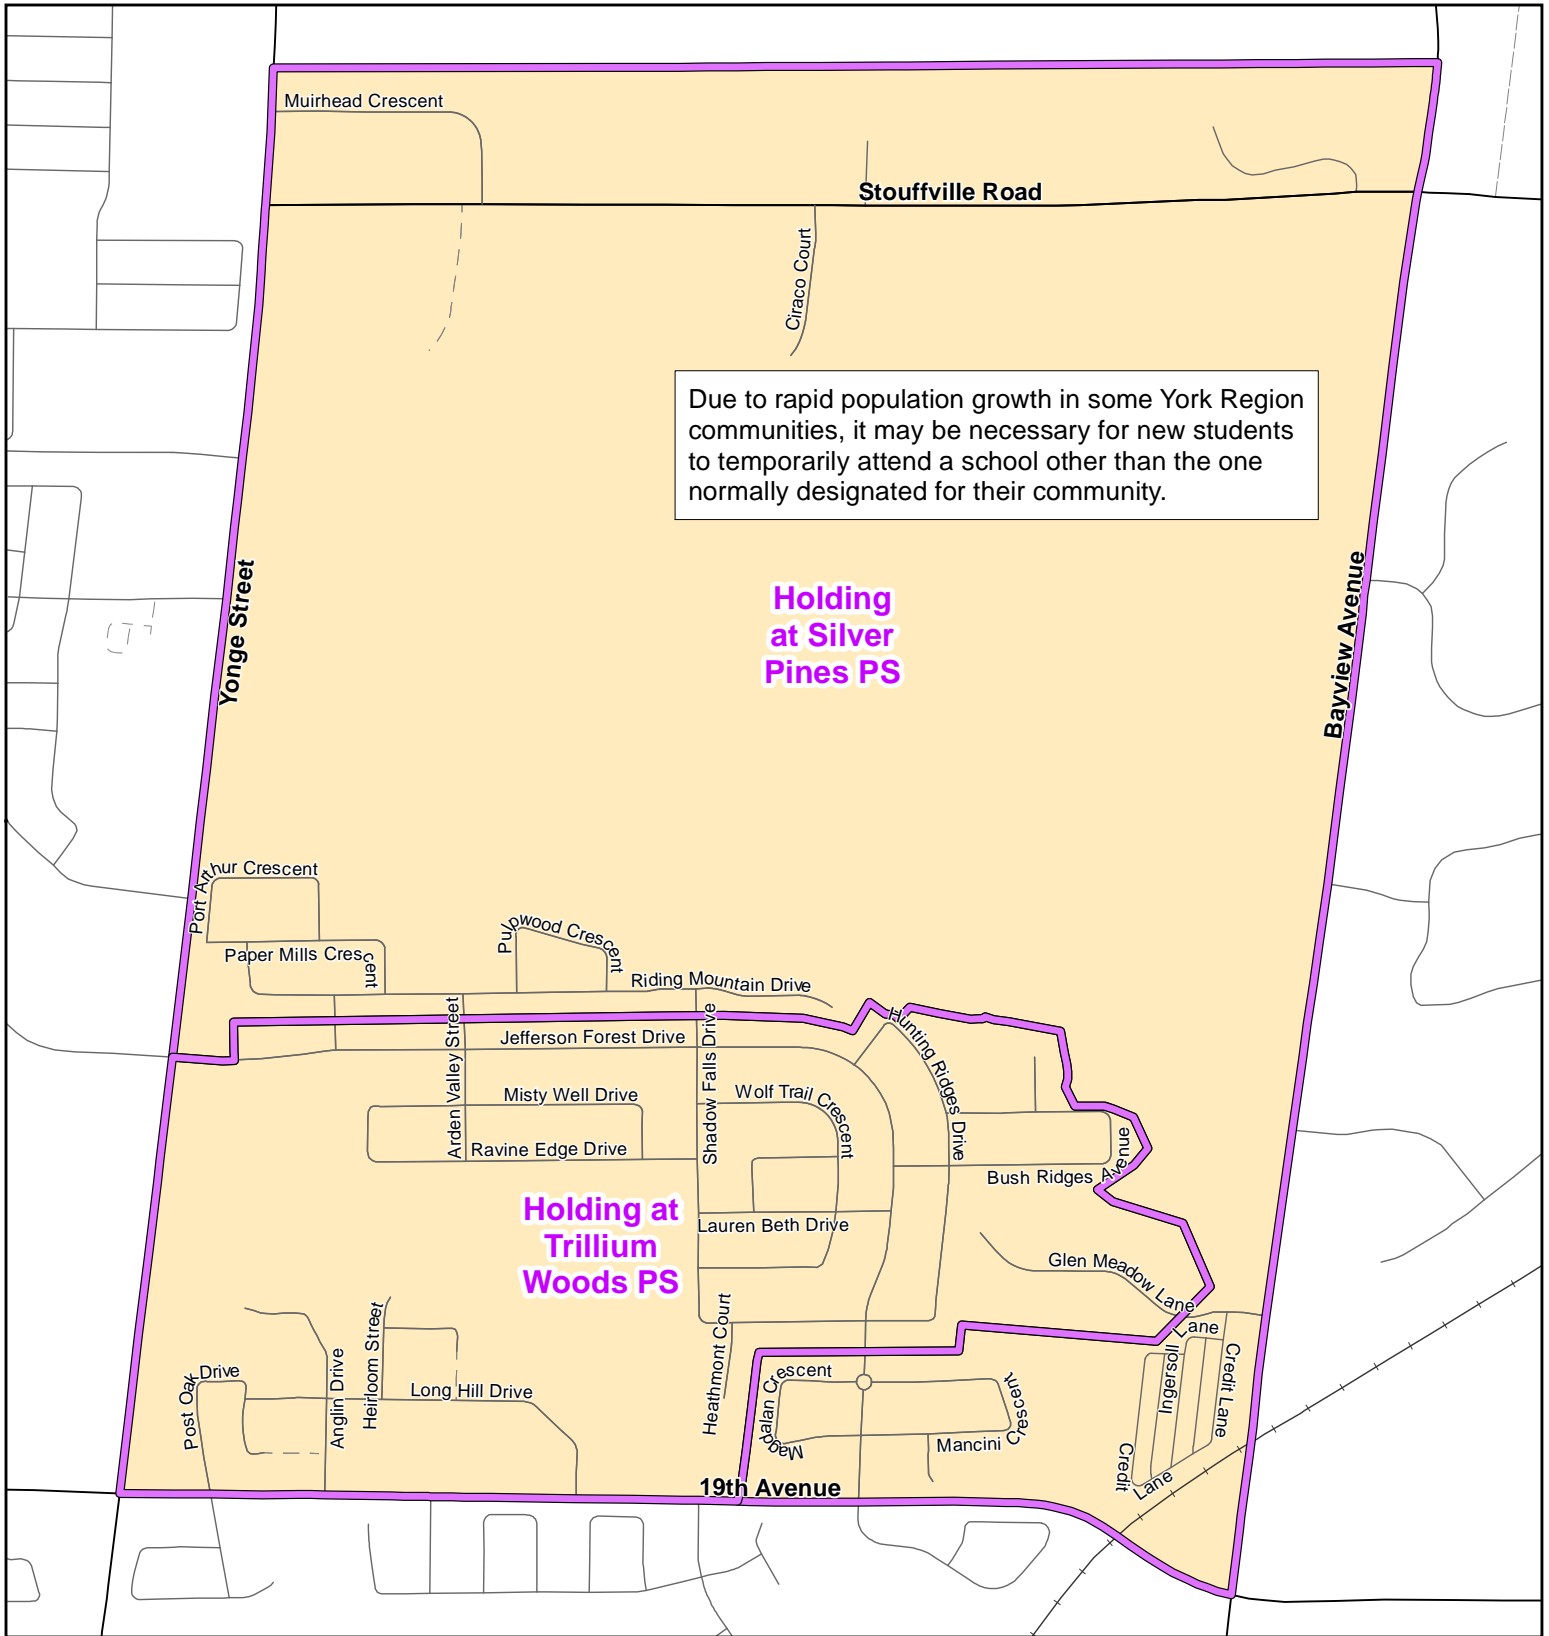 Muirhead Crescent
Stouffville Road
Ciraco Court
Due to rapid population growth in some York Region
communities, it may be necessary for new students
to temporarily attend a school other than the one
normally designated for their community.
Yonge Street
Bayview Avenue
Holding
at Silver
Pines PS
Port Arthur Crescent
Paper Mills Crescent
Pulpwood Crescent
Riding Mountain Drive
Hunting Ridges Drive
Jefferson Forest Drive
Arden Valley Street
Shadow Falls Drive
Misty Well Drive
Wolf Trail Crescent
Ravine Edge Drive
Bush Ridges Avenue
Holding at
Trillium
Woods PS
Lauren Beth Drive
Glen Meadow Lane
Heathmont Court
Heirloom Street
Anglin Drive
Post Oak Drive
Long Hill Drive
Magdalan Crescent
Mancini Crescent
Ingersoll Lane
Credit Lane
Credit Lane
19th Avenue